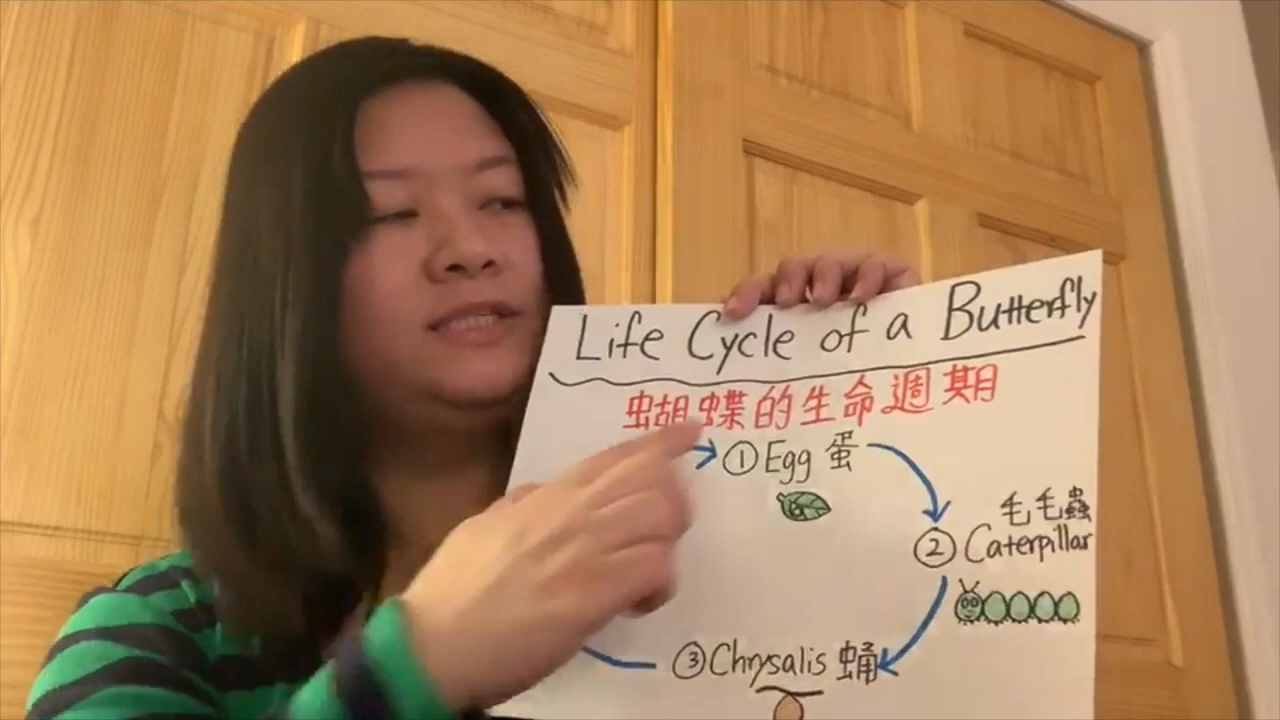 Life Cycle of a Butterfly
蝴蝶的生命週期
① Egg 蛋
毛毛蟲
② Caterpillar
③ Chrysalis 蛹